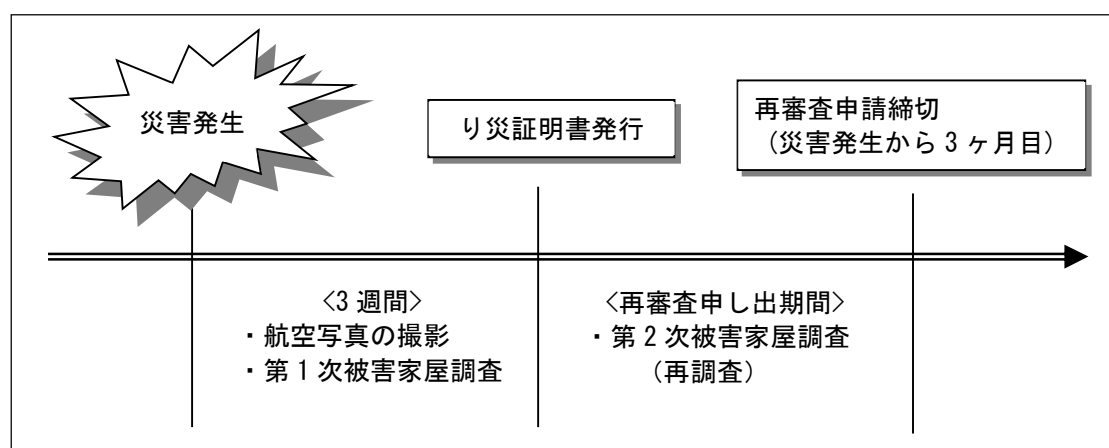 災害発生
り災証明書発行
再審査申請締切
（災害発生から3ヶ月目）
〈3週間〉
・航空写真の撮影
・第1次被害家屋調査
〈再審査申し出期間〉
・第2次被害家屋調査
（再調査）